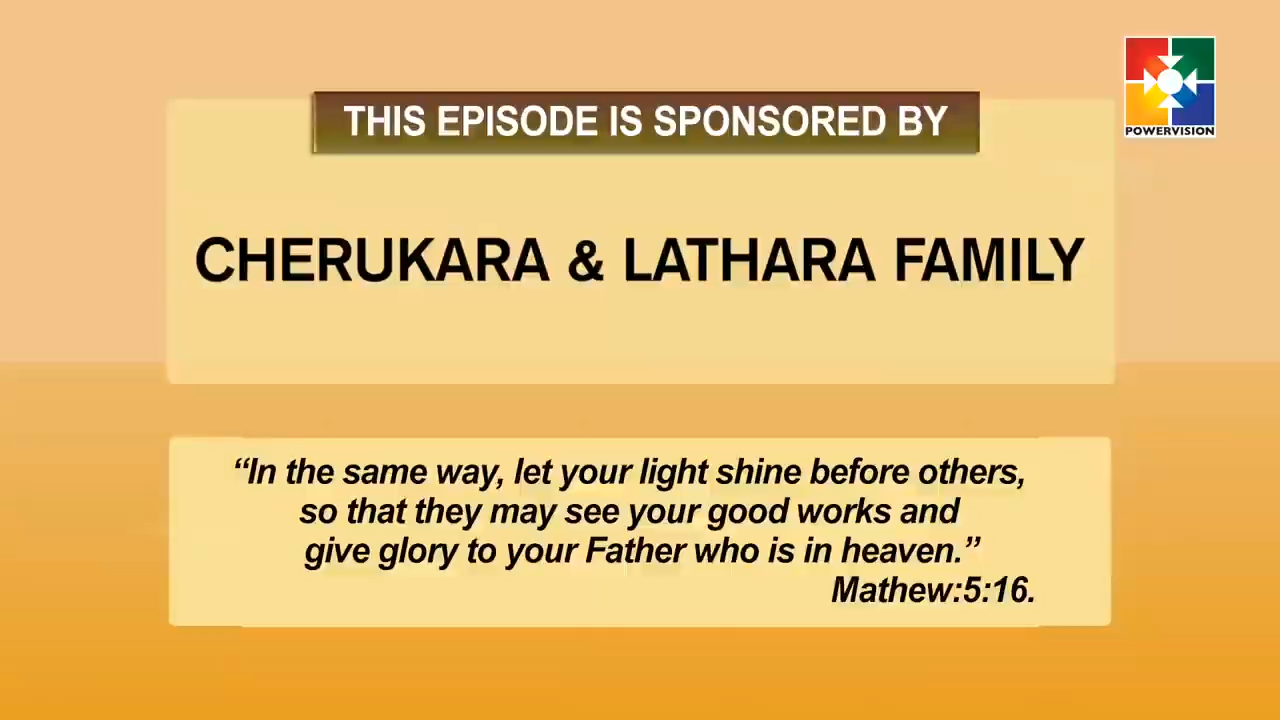 POWERVISION
THIS EPISODE IS SPONSORED BY
CHERUKARA & LATHARA FAMILY
“In the same way, let your light shine before others,
so that they may see your good works and
give glory to your Father who is in heaven.”
Mathew:5:16.